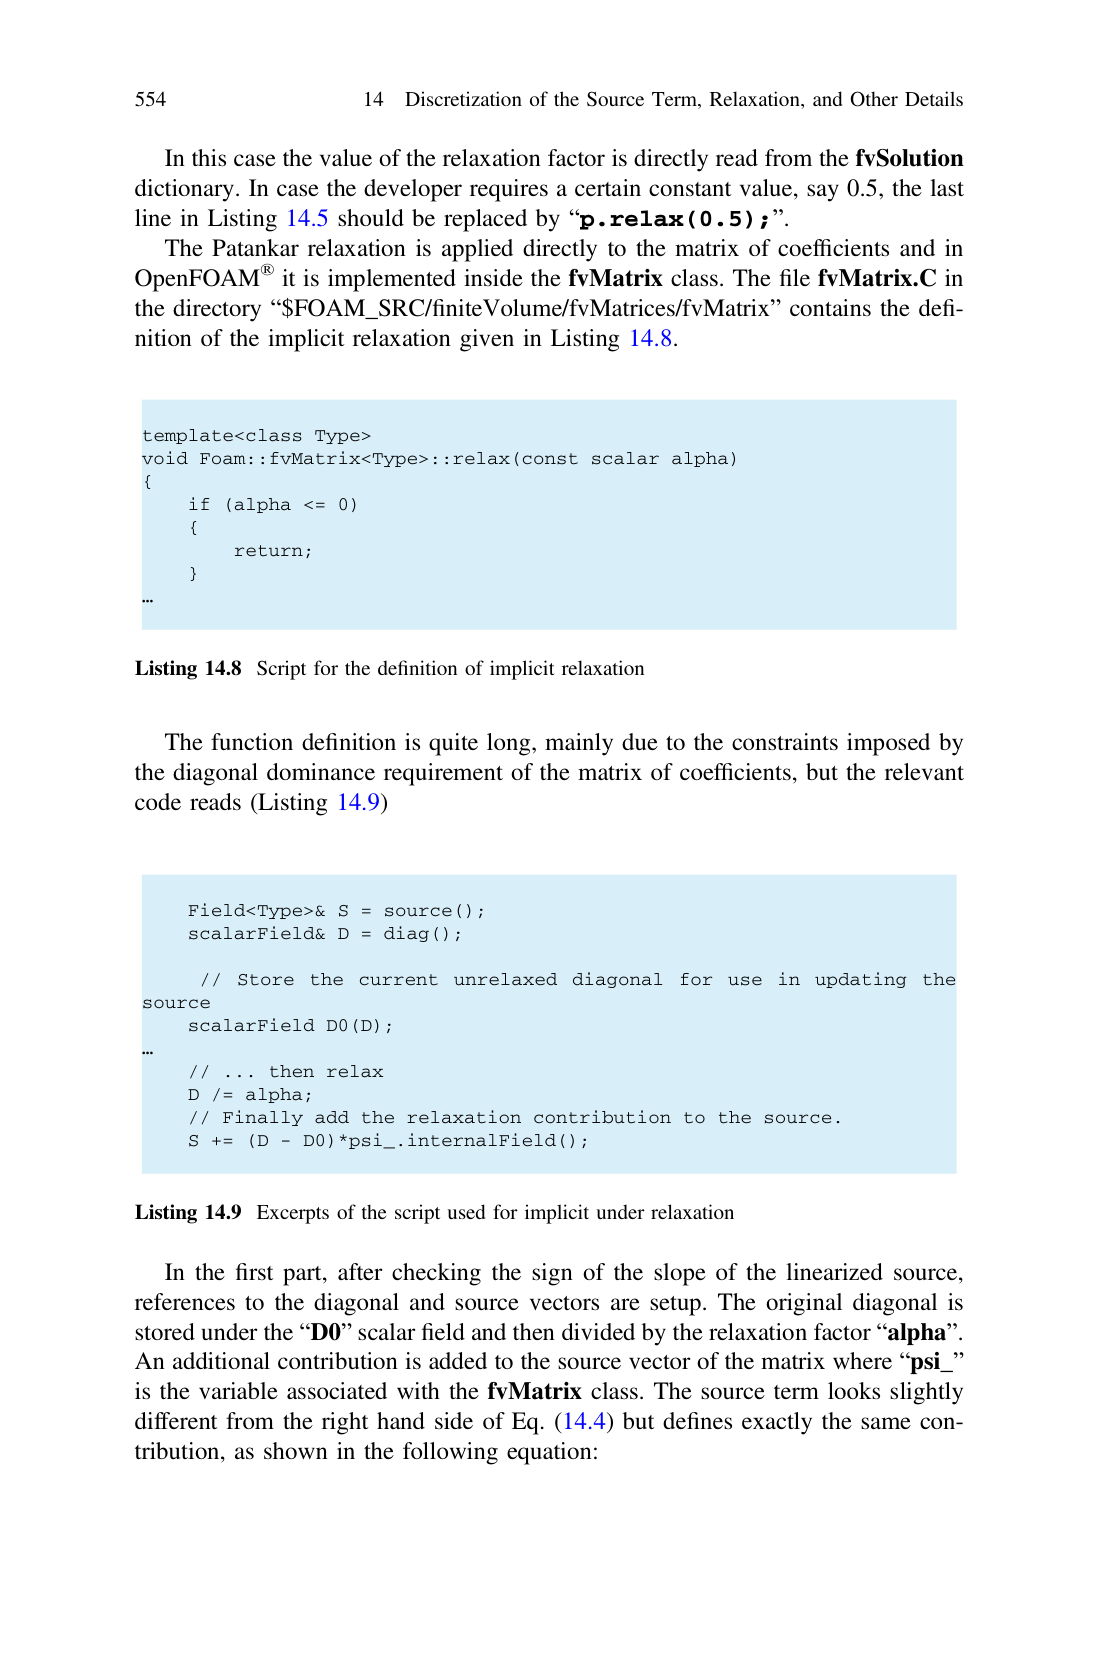 554 14 Discretization of the Source Term, Relaxation, and Other Details
In this case the value of the relaxation factor is directly read from the fvSolution
dictionary. In case the developer requires a certain constant value, say 0.5, the last
line in Listing 14.5 should be replaced by “p.relax(0.5);”.
The Patankar relaxation is applied directly to the matrix of coefficients and in
OpenFOAM® it is implemented inside the fvMatrix class. The file fvMatrix.C in
the directory “$FOAM_SRC/finiteVolume/fvMatrices/fvMatrix” contains the defi-
nition of the implicit relaxation given in Listing 14.8.
template<class Type>
void Foam::fvMatrix<Type>::relax(const scalar alpha)
{
    if (alpha <= 0)
    {
        return;
    }
…
Listing 14.8 Script for the definition of implicit relaxation
The function definition is quite long, mainly due to the constraints imposed by
the diagonal dominance requirement of the matrix of coefficients, but the relevant
code reads (Listing 14.9)
    Field<Type>& S = source();
    scalarField& D = diag();
     // Store the current unrelaxed diagonal for use in updating the
source
    scalarField D0(D);
…
    // ... then relax
    D /= alpha;
    // Finally add the relaxation contribution to the source.
    S += (D - D0)*psi_.internalField();
Listing 14.9 Excerpts of the script used for implicit under relaxation
In the first part, after checking the sign of the slope of the linearized source,
references to the diagonal and source vectors are setup. The original diagonal is
stored under the “D0” scalar field and then divided by the relaxation factor “alpha”.
An additional contribution is added to the source vector of the matrix where “psi_”
is the variable associated with the fvMatrix class. The source term looks slightly
different from the right hand side of Eq. (14.4) but defines exactly the same con-
tribution, as shown in the following equation: